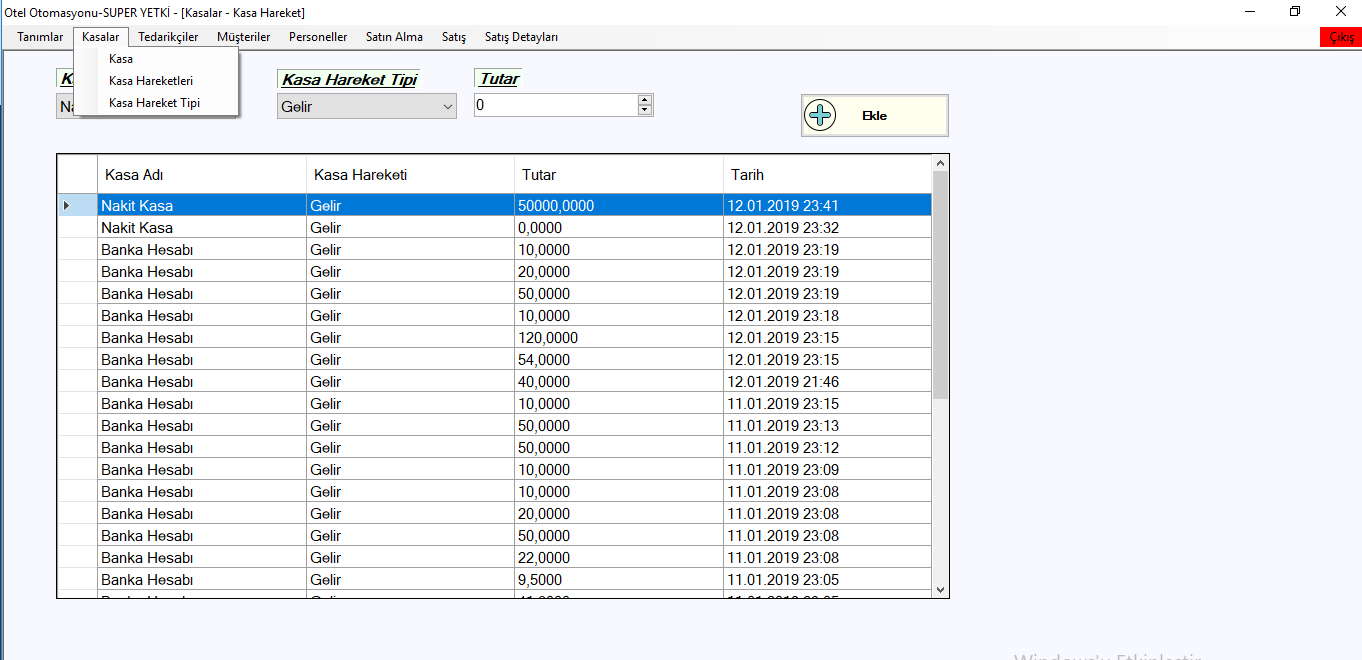 Otel Otomasyonu-SUPER YETKİ - [Kasalar - Kasa Hareket]
Tanımlar Kasalar Tedarikçiler Müşteriler Personeller Satın Alma Satış Satış Detayları Çıkış
Kasa
Kasa Hareketleri
Kasa Hareket Tipi
Kasa Hareket Tipi Tutar
Gelir 0
Ekle
Kasa Adı Kasa Hareketi Tutar Tarih
Nakit Kasa Gelir 50000,0000 12.01.2019 23:41
Nakit Kasa Gelir 0,0000 12.01.2019 23:32
Banka Hesabı Gelir 10,0000 12.01.2019 23:19
Banka Hesabı Gelir 20,0000 12.01.2019 23:19
Banka Hesabı Gelir 50,0000 12.01.2019 23:19
Banka Hesabı Gelir 10,0000 12.01.2019 23:18
Banka Hesabı Gelir 120,0000 12.01.2019 23:15
Banka Hesabı Gelir 54,0000 12.01.2019 23:15
Banka Hesabı Gelir 40,0000 12.01.2019 21:46
Banka Hesabı Gelir 10,0000 11.01.2019 23:15
Banka Hesabı Gelir 50,0000 11.01.2019 23:13
Banka Hesabı Gelir 50,0000 11.01.2019 23:12
Banka Hesabı Gelir 10,0000 11.01.2019 23:09
Banka Hesabı Gelir 10,0000 11.01.2019 23:08
Banka Hesabı Gelir 20,0000 11.01.2019 23:08
Banka Hesabı Gelir 50,0000 11.01.2019 23:08
Banka Hesabı Gelir 22,0000 11.01.2019 23:08
Banka Hesabı Gelir 9,5000 11.01.2019 23:05
Windows'u Etkinleştir